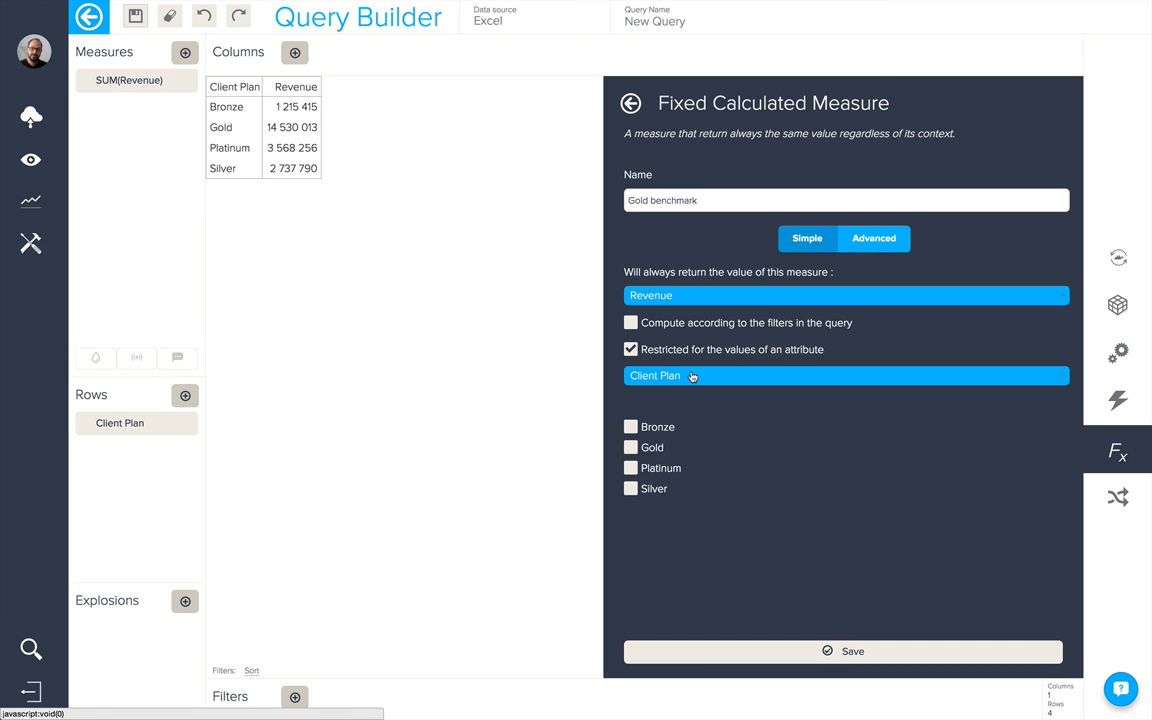 Query Builder
Data source
Excel
Query Name
New Query
Measures
SUM(Revenue)
Columns
Client Plan Revenue
Bronze 1 215 415
Gold 14 530 013
Platinum 3 568 256
Silver 2 737 790
Rows
Client Plan
Explosions
Fixed Calculated Measure
A measure that return always the same value regardless of its context.
Name
Gold benchmark
Simple Advanced
Will always return the value of this measure :
Revenue
Compute according to the filters in the query
Restricted for the values of an attribute
Client Plan
Bronze
Gold
Platinum
Silver
Save
Fx
Filters: Sort
Filters
Columns
1
Rows
4
javascript:void(0)